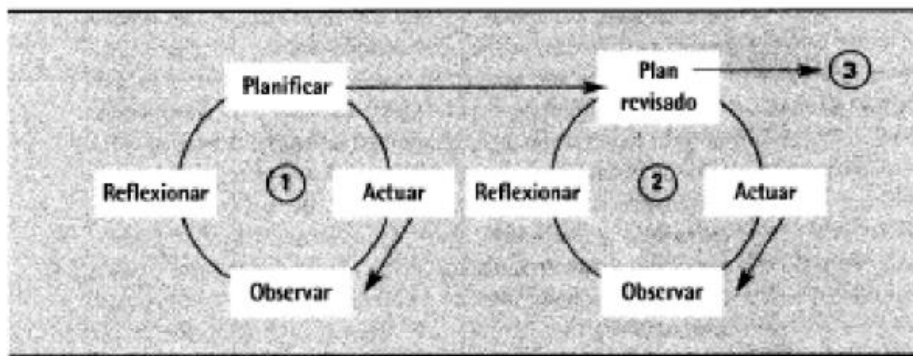 Planificar
Plan
revisado
3
Reflexionar
1
Actuar
Reflexionar
2
Actuar
Observar
Observar